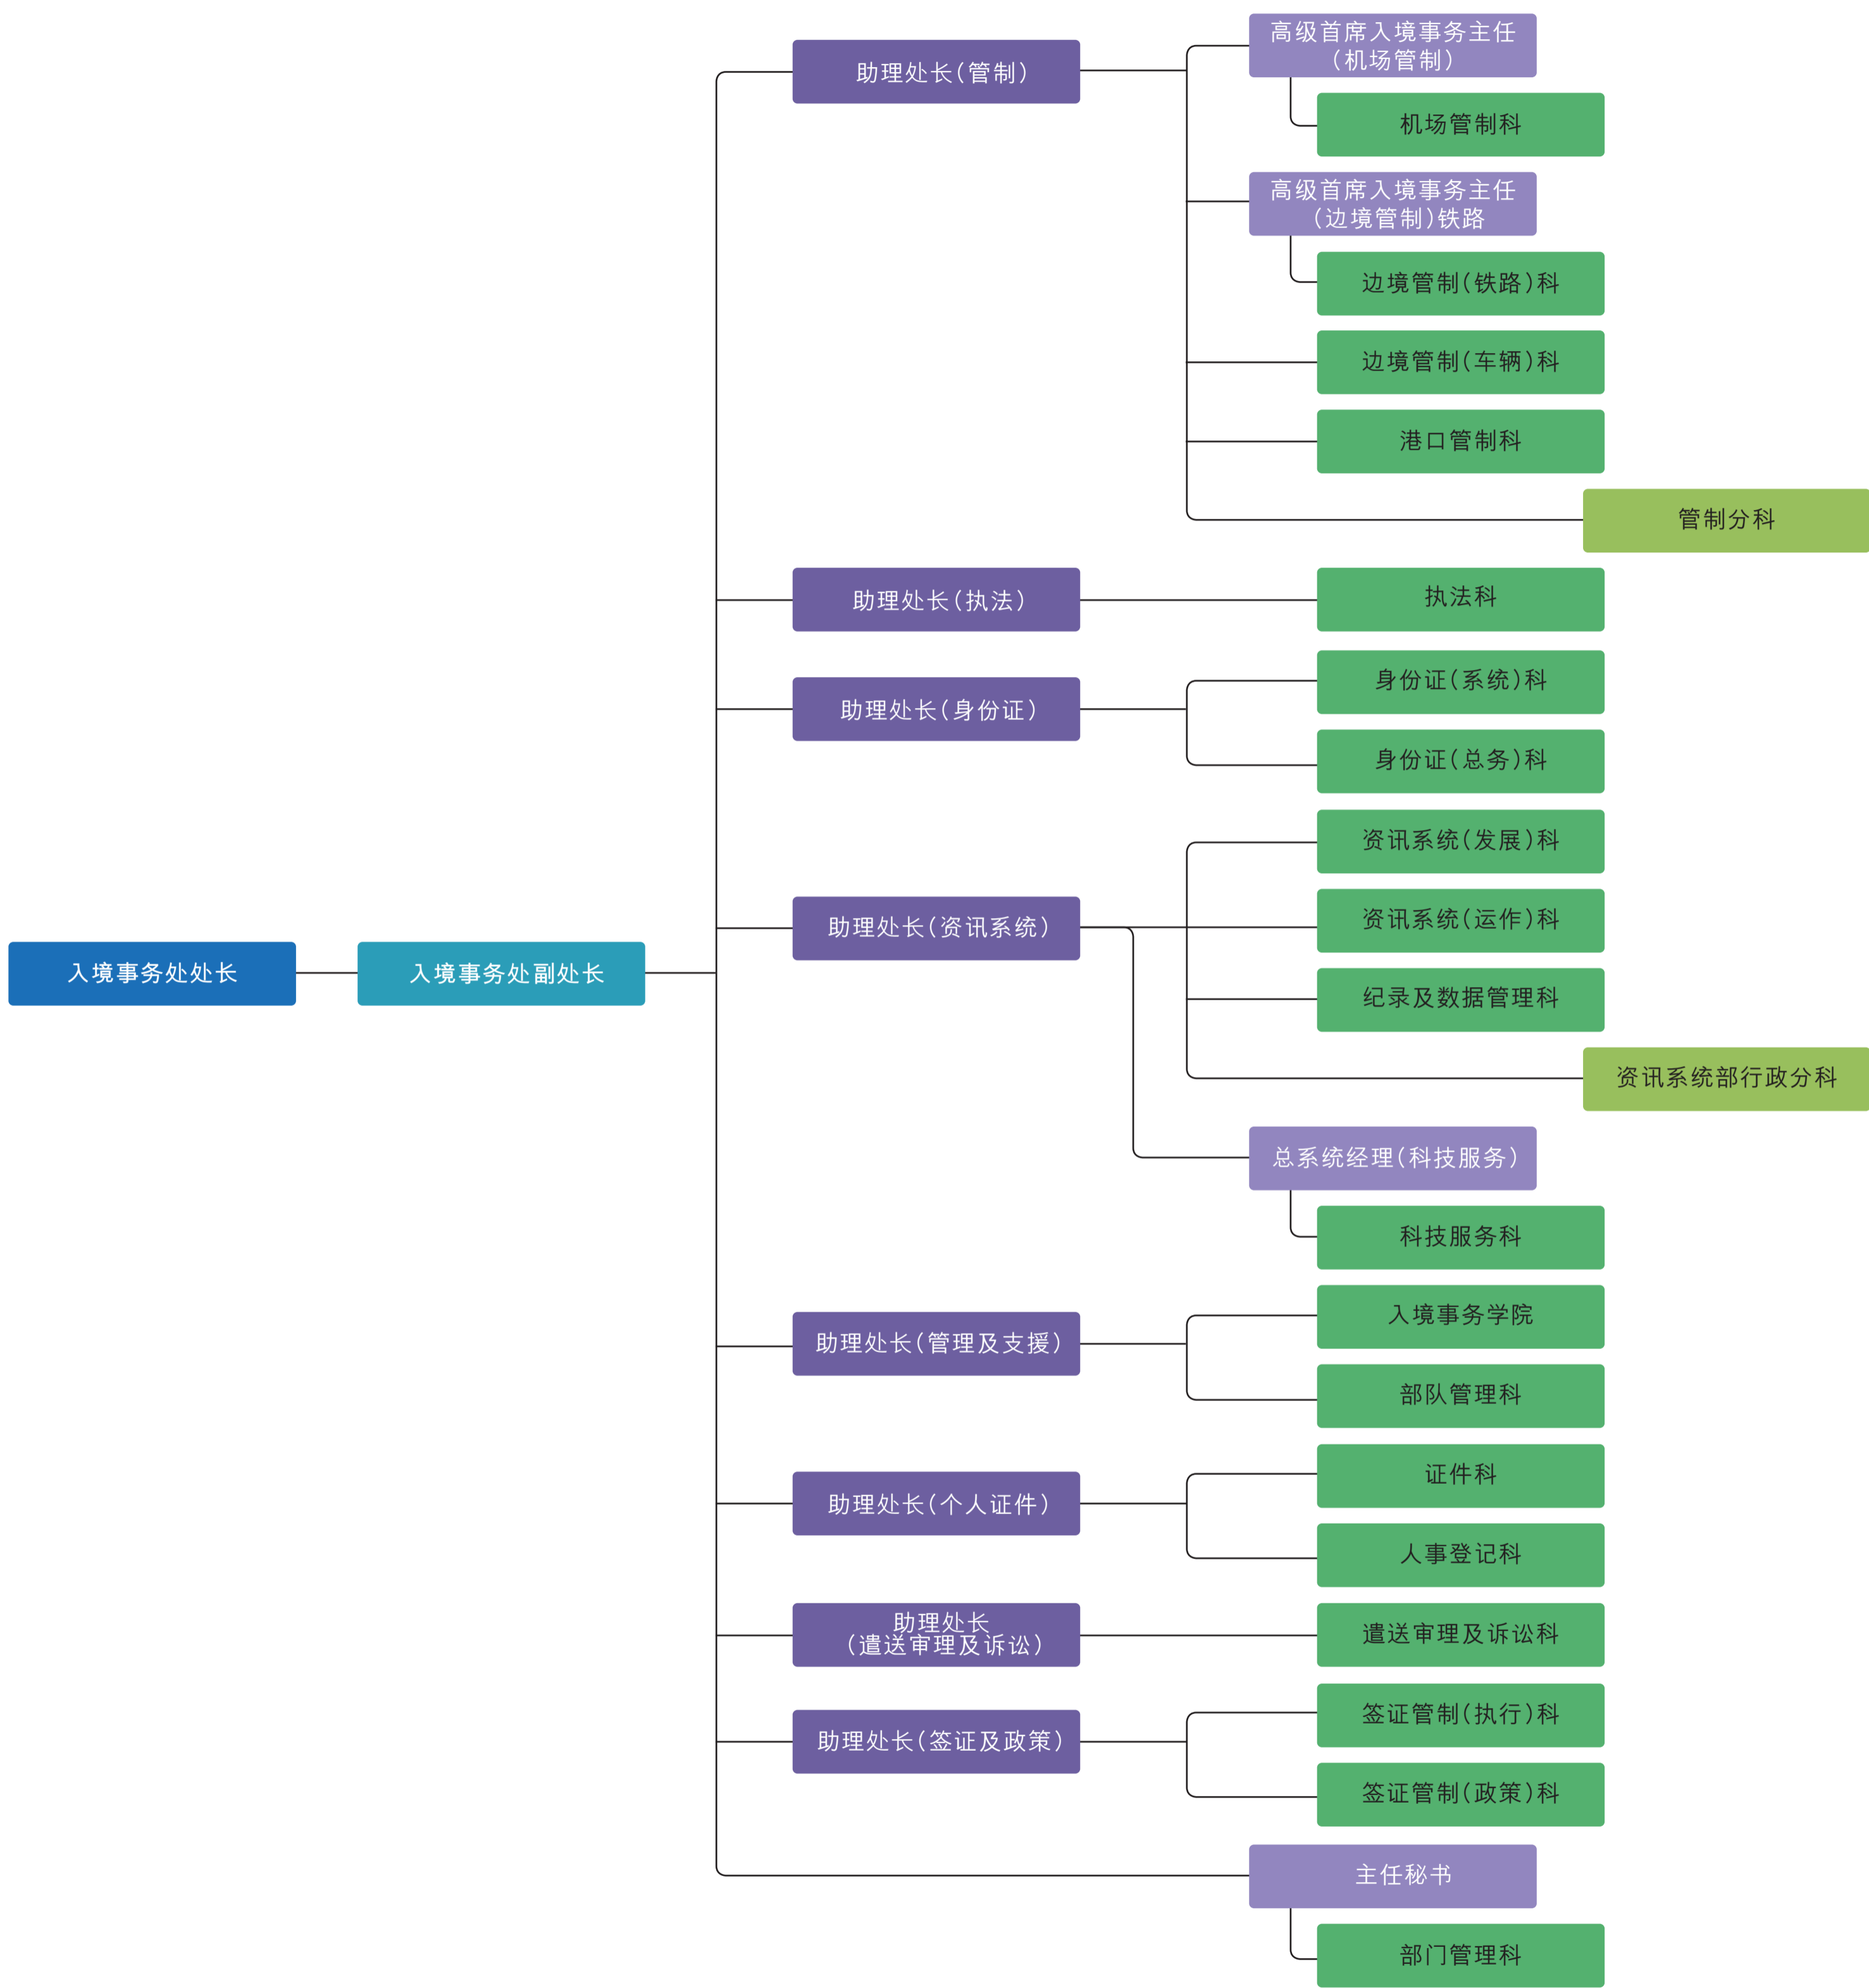 入境事务处处长
入境事务处副处长
助理处长(管制)
高级首席入境事务主任
(机场管制)
机场管制科
高级首席入境事务主任
(边境管制)铁路
边境管制(铁路)科
边境管制(车辆)科
港口管制科
管制分科
助理处长(执法)
执法科
助理处长(身份证)
身份证(系统)科
身份证(总务)科
助理处长(资讯系统)
资讯系统(发展)科
资讯系统(运作)科
纪录及数据管理科
资讯系统部行政分科
总系统经理(科技服务)
科技服务科
助理处长(管理及支援)
入境事务学院
部队管理科
助理处长(个人证件)
证件科
人事登记科
助理处长
(遣送审理及诉讼)
遣送审理及诉讼科
助理处长(签证及政策)
签证管制(执行)科
签证管制(政策)科
主任秘书
部门管理科